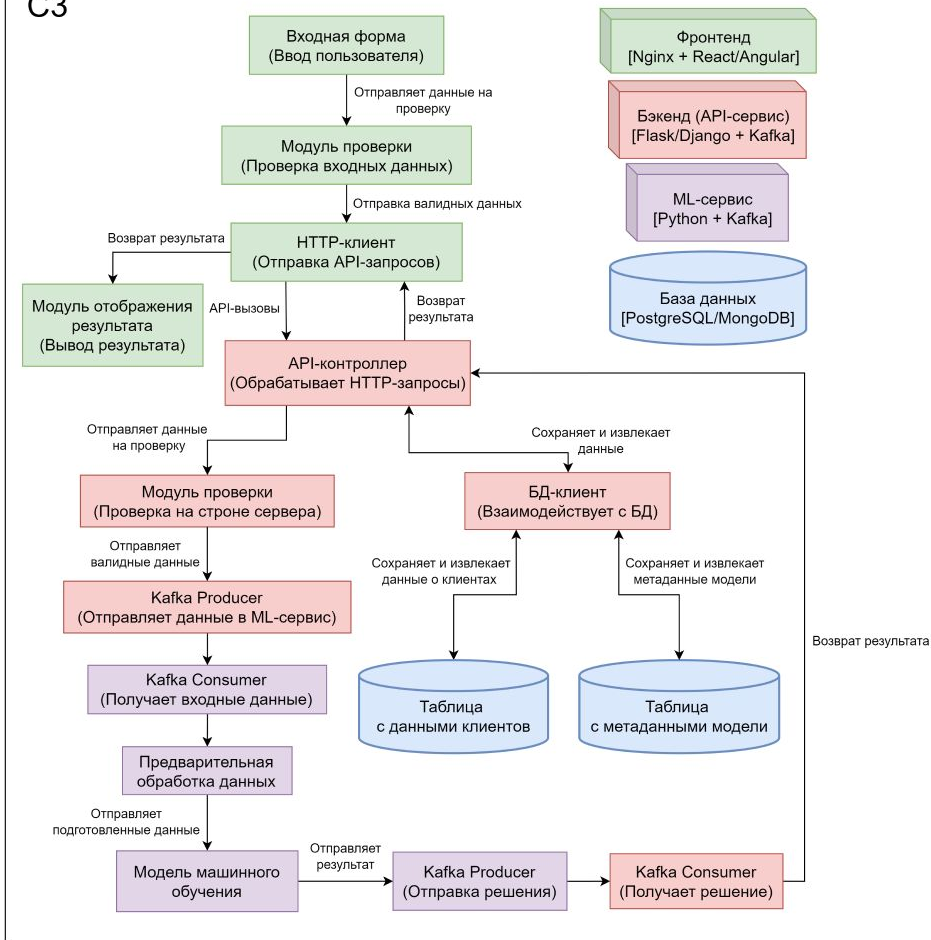 C3
Входная форма
(Ввод пользователя)
Фронтенд
[Nginx + React/Angular]
Отправляет данные на
проверку
Бэкенд (API-сервис)
[Flask/Django + Kafka]
Модуль проверки
(Проверка входных данных)
ML-сервис
[Python + Kafka]
Отправка валидных данных
HTTP-клиент
(Отправка API-запросов)
Возврат результата
База данных
[PostgreSQL/MongoDB]
Модуль отображения
результата
(Вывод результата)
API-вызовы
Возврат
результата
API-контроллер
(Обрабатывает HTTP-запросы)
Отправляет данные
на проверку
Сохраняет и извлекает
данные
Модуль проверки
(Проверка на строне сервера)
БД-клиент
(Взаимодействует с БД)
Отправляет
валидные данные
Сохраняет и извлекает
данные о клиентах
Сохраняет и извлекает
метаданные модели
Kafka Producer
(Отправляет данные в ML-сервис)
Возврат результата
Kafka Consumer
(Получает входные данные)
Таблица
с данными клиентов
Таблица
с метаданными модели
Предварительная
обработка данных
Отправляет
подготовленные данные
Модель машинного
обучения
Отправляет
результат
Kafka Producer
(Отправка решения)
Kafka Consumer
(Получает решение)